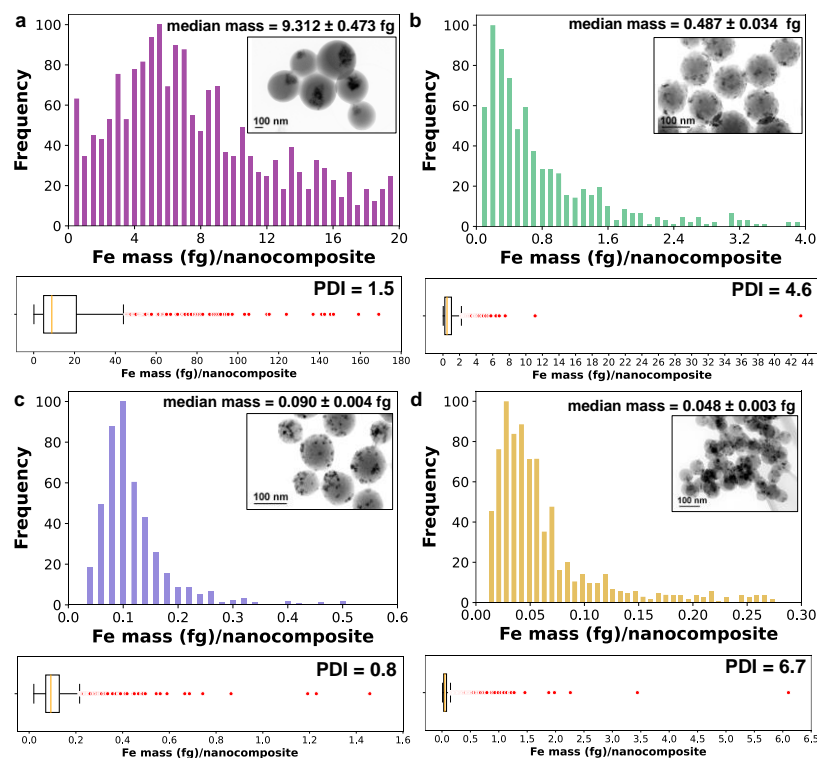 a
median mass = 9.312 ± 0.473 fg
100
80
60
40
20
0
Frequency
100 nm
0
4
8
12
16
20
Fe mass (fg)/nanocomposite
PDI = 1.5
0 20 40 60 80 100 120 140 160 180
Fe mass (fg)/nanocomposite
b
median mass = 0.487 ± 0.034 fg
100
80
60
40
20
0
Frequency
100 nm
0.0 0.8 1.6 2.4 3.2 4.0
Fe mass (fg)/nanocomposite
PDI = 4.6
0 2 4 6 8 10 12 14 16 18 20 22 24 26 28 30 32 34 36 38 40 42 44
Fe mass (fg)/nanocomposite
c
median mass = 0.090 ± 0.004 fg
100
80
60
40
20
0
Frequency
100 nm
0.0 0.1 0.2 0.3 0.4 0.5 0.6
Fe mass (fg)/nanocomposite
PDI = 0.8
0.0 0.2 0.4 0.6 0.8 1.0 1.2 1.4 1.6
Fe mass (fg)/nanocomposite
d
median mass = 0.048 ± 0.003 fg
100
80
60
40
20
0
Frequency
100 nm
0.00 0.05 0.10 0.15 0.20 0.25 0.30
Fe mass (fg)/nanocomposite
PDI = 6.7
0.0 0.5 1.0 1.5 2.0 2.5 3.0 3.5 4.0 4.5 5.0 5.5 6.0 6.5
Fe mass (fg)/nanocomposite